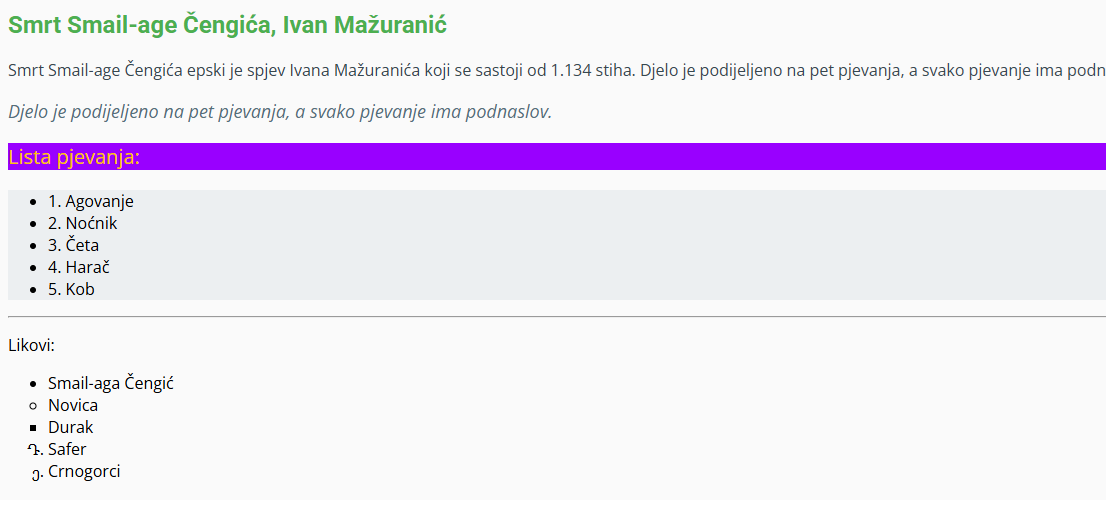 Smrt Smail-age Čengića, Ivan Mažuranić
Smrt Smail-age Čengića epski je spjev Ivana Mažuranića koji se sastoji od 1.134 stiha. Djelo je podijeljeno na pet pjevanja, a svako pjevanje ima podn
Djelo je podijeljeno na pet pjevanja, a svako pjevanje ima podnaslov.
Lista pjevanja:
• 1. Agovanje
• 2. Noćnik
• 3. Četa
• 4. Harač
• 5. Kob
Likovi:
• Smail-aga Čengić
◦ Novica
▪ Durak
Դ. Safer
ე. Crnogorci